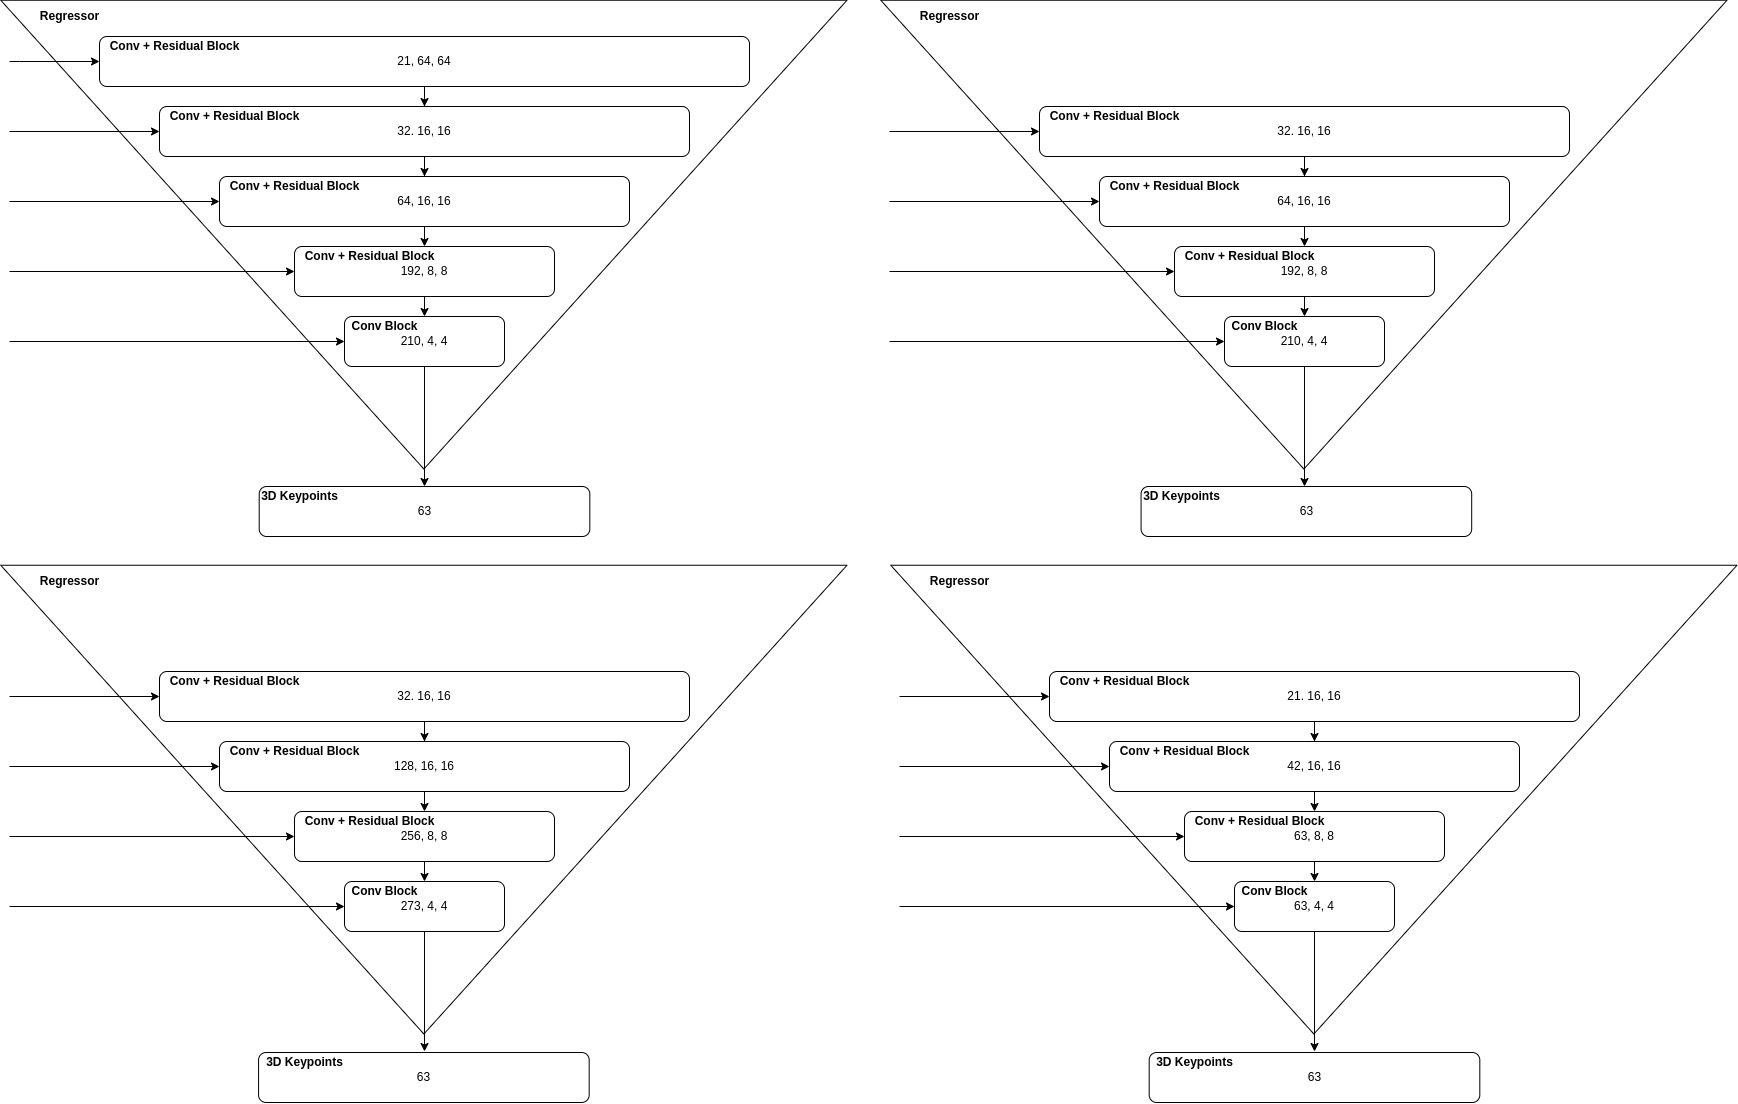 Regressor
Conv + Residual Block
21, 64, 64
Conv + Residual Block
32. 16, 16
Conv + Residual Block
64, 16, 16
Conv + Residual Block
192, 8, 8
Conv Block
210, 4, 4
3D Keypoints
63
Regressor
Conv + Residual Block
32. 16, 16
Conv + Residual Block
64, 16, 16
Conv + Residual Block
192, 8, 8
Conv Block
210, 4, 4
3D Keypoints
63
Regressor
Conv + Residual Block
32. 16, 16
Conv + Residual Block
128, 16, 16
Conv + Residual Block
256, 8, 8
Conv Block
273, 4, 4
3D Keypoints
63
Regressor
Conv + Residual Block
21. 16, 16
Conv + Residual Block
42, 16, 16
Conv + Residual Block
63, 8, 8
Conv Block
63, 4, 4
3D Keypoints
63